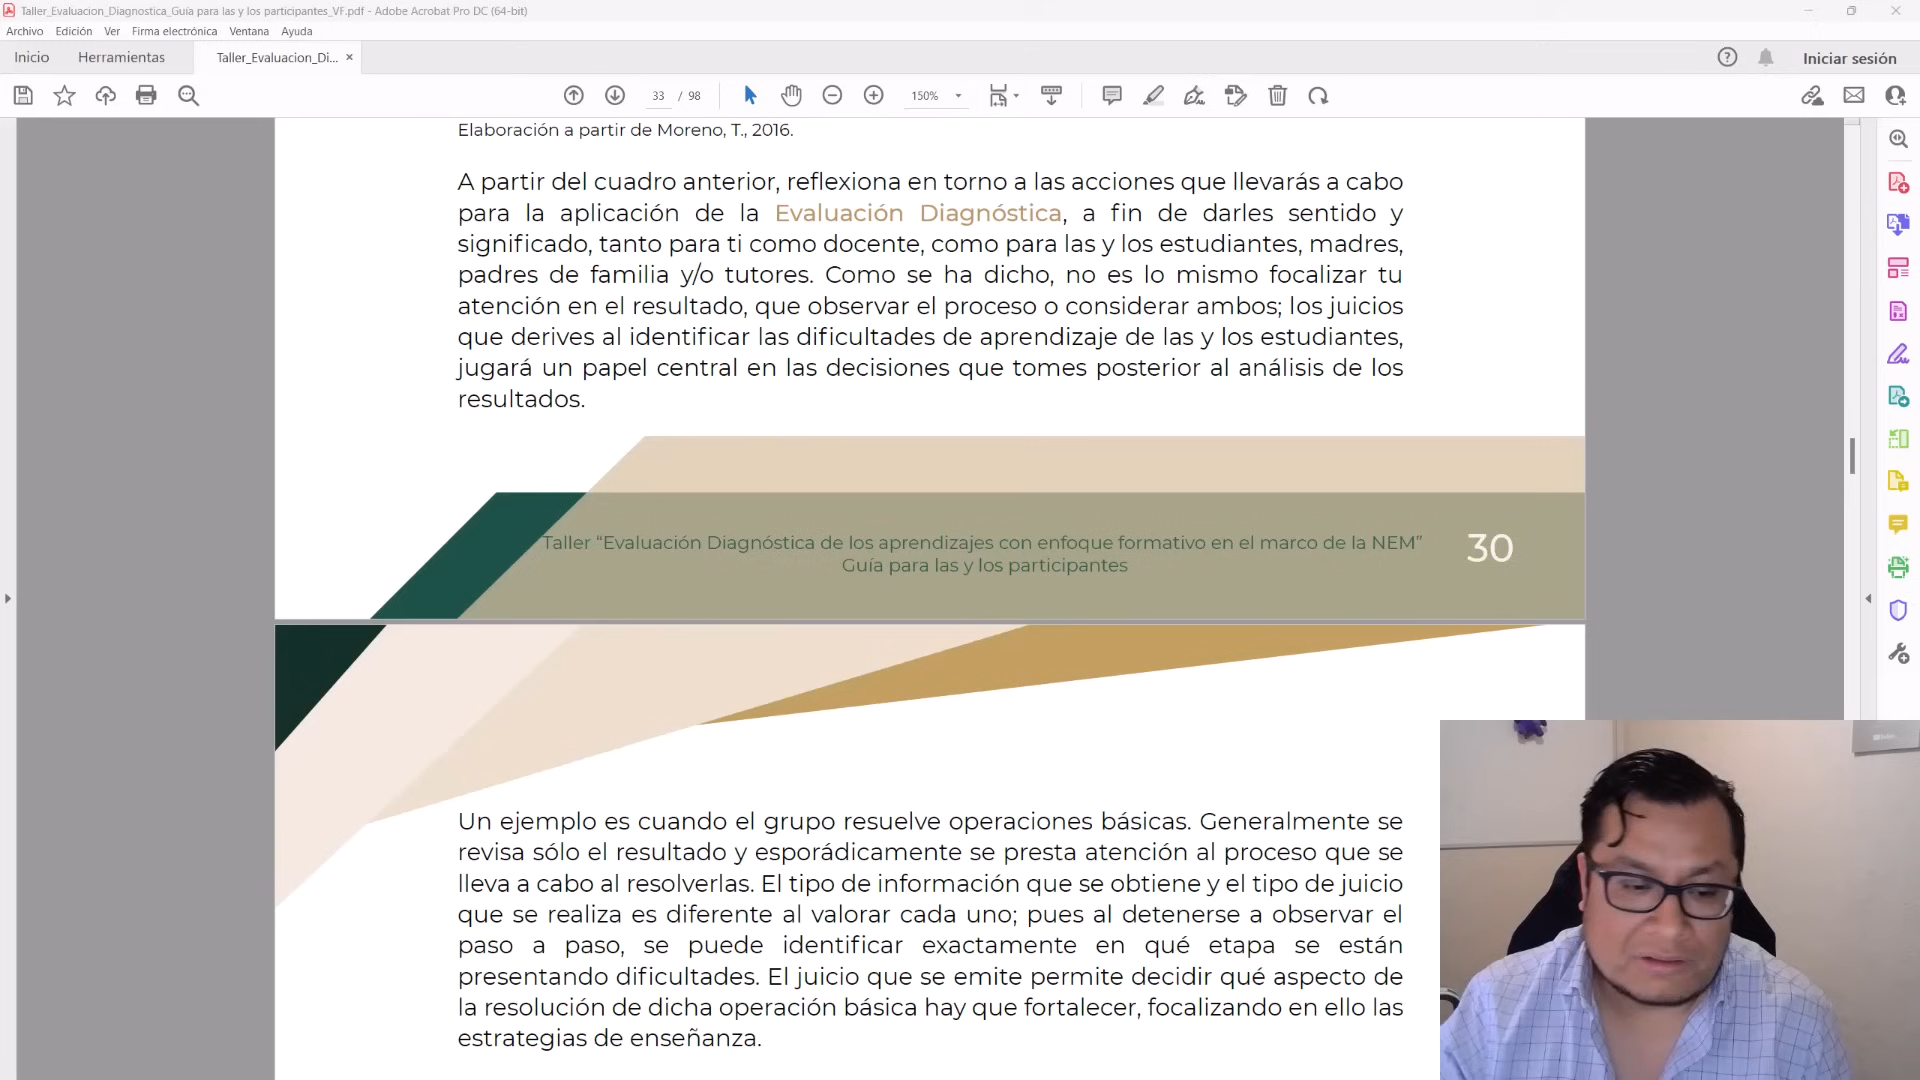 Taller_Evaluacion_Diagnostica_Guía para las y los participantes_VF.pdf - Adobe Acrobat Pro DC (64-bit)
Archivo Edición Ver Firma electrónica Ventana Ayuda
Inicio Herramientas Taller_Evaluacion_Di... × Iniciar sesión
33 / 98 150%
Elaboración a partir de Moreno, T., 2016.
A partir del cuadro anterior, reflexiona en torno a las acciones que llevarás a cabo
para la aplicación de la Evaluación Diagnóstica, a fin de darles sentido y
significado, tanto para ti como docente, como para las y los estudiantes, madres,
padres de familia y/o tutores. Como se ha dicho, no es lo mismo focalizar tu
atención en el resultado, que observar el proceso o considerar ambos; los juicios
que derives al identificar las dificultades de aprendizaje de las y los estudiantes,
jugará un papel central en las decisiones que tomes posterior al análisis de los
resultados.
Taller “Evaluación Diagnóstica de los aprendizajes con enfoque formativo en el marco de la NEM”
Guía para las y los participantes
30
Un ejemplo es cuando el grupo resuelve operaciones básicas. Generalmente se
revisa sólo el resultado y esporádicamente se presta atención al proceso que se
lleva a cabo al resolverlas. El tipo de información que se obtiene y el tipo de juicio
que se realiza es diferente al valorar cada uno; pues al detenerse a observar el
paso a paso, se puede identificar exactamente en qué etapa se están
presentando dificultades. El juicio que se emite permite decidir qué aspecto de
la resolución de dicha operación básica hay que fortalecer, focalizando en ello las
estrategias de enseñanza.